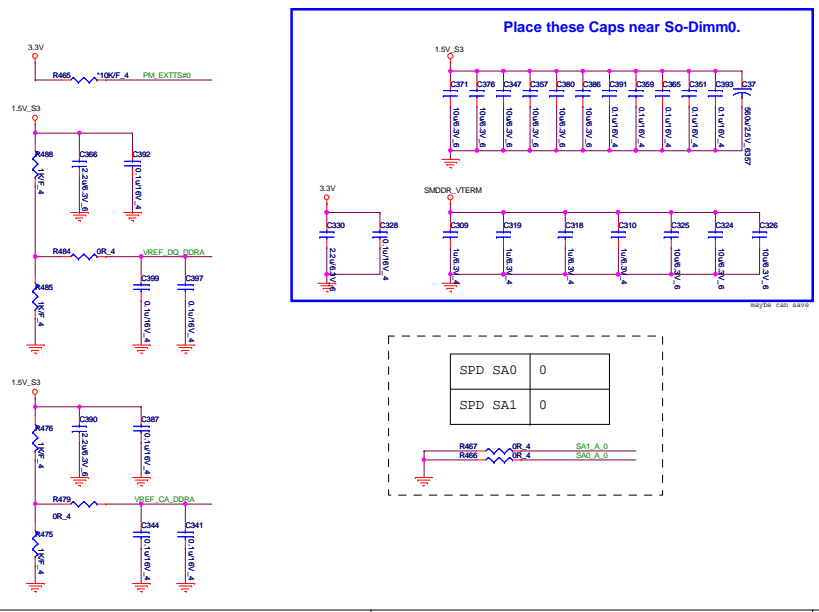 Place these Caps near So-Dimm0.
3.3V
R465 *10K/F_4 PM_EXTTS#0
1.5V_S3
R488 1K/F_4
C366 2.2u/6.3V_6
C392 0.1u/16V_4
R484 0R_4 VREF_DQ_DDRA
R485 1K/F_4
C399 0.1u/16V_4
C397 0.1u/16V_4
1.5V_S3
R476 1K/F_4
C390 2.2u/6.3V_6
C387 0.1u/16V_4
R479 0R_4 VREF_CA_DDRA
R475 1K/F_4
C344 0.1u/16V_4
C341 0.1u/16V_4
1.5V_S3
C371 10u/6.3V_6
C376 10u/6.3V_6
C347 10u/6.3V_6
C357 10u/6.3V_6
C380 10u/6.3V_6
C386 10u/6.3V_6
C391 0.1u/16V_4
C359 0.1u/16V_4
C365 0.1u/16V_4
C351 0.1u/16V_4
C393 0.1u/16V_4
C37 560u/2.5V_6357
3.3V
C330 2.2u/6.3V_6
C328 0.1u/16V_4
SMDDR_VTERM
C309 1u/6.3V_4
C319 1u/6.3V_4
C318 1u/6.3V_4
C310 1u/6.3V_4
C325 10u/6.3V_6
C324 10u/6.3V_6
C326 10u/6.3V_6
maybe can save
SPD SA0 0
SPD SA1 0
R467 0R_4 SA1_A_0
R466 0R_4 SA0_A_0